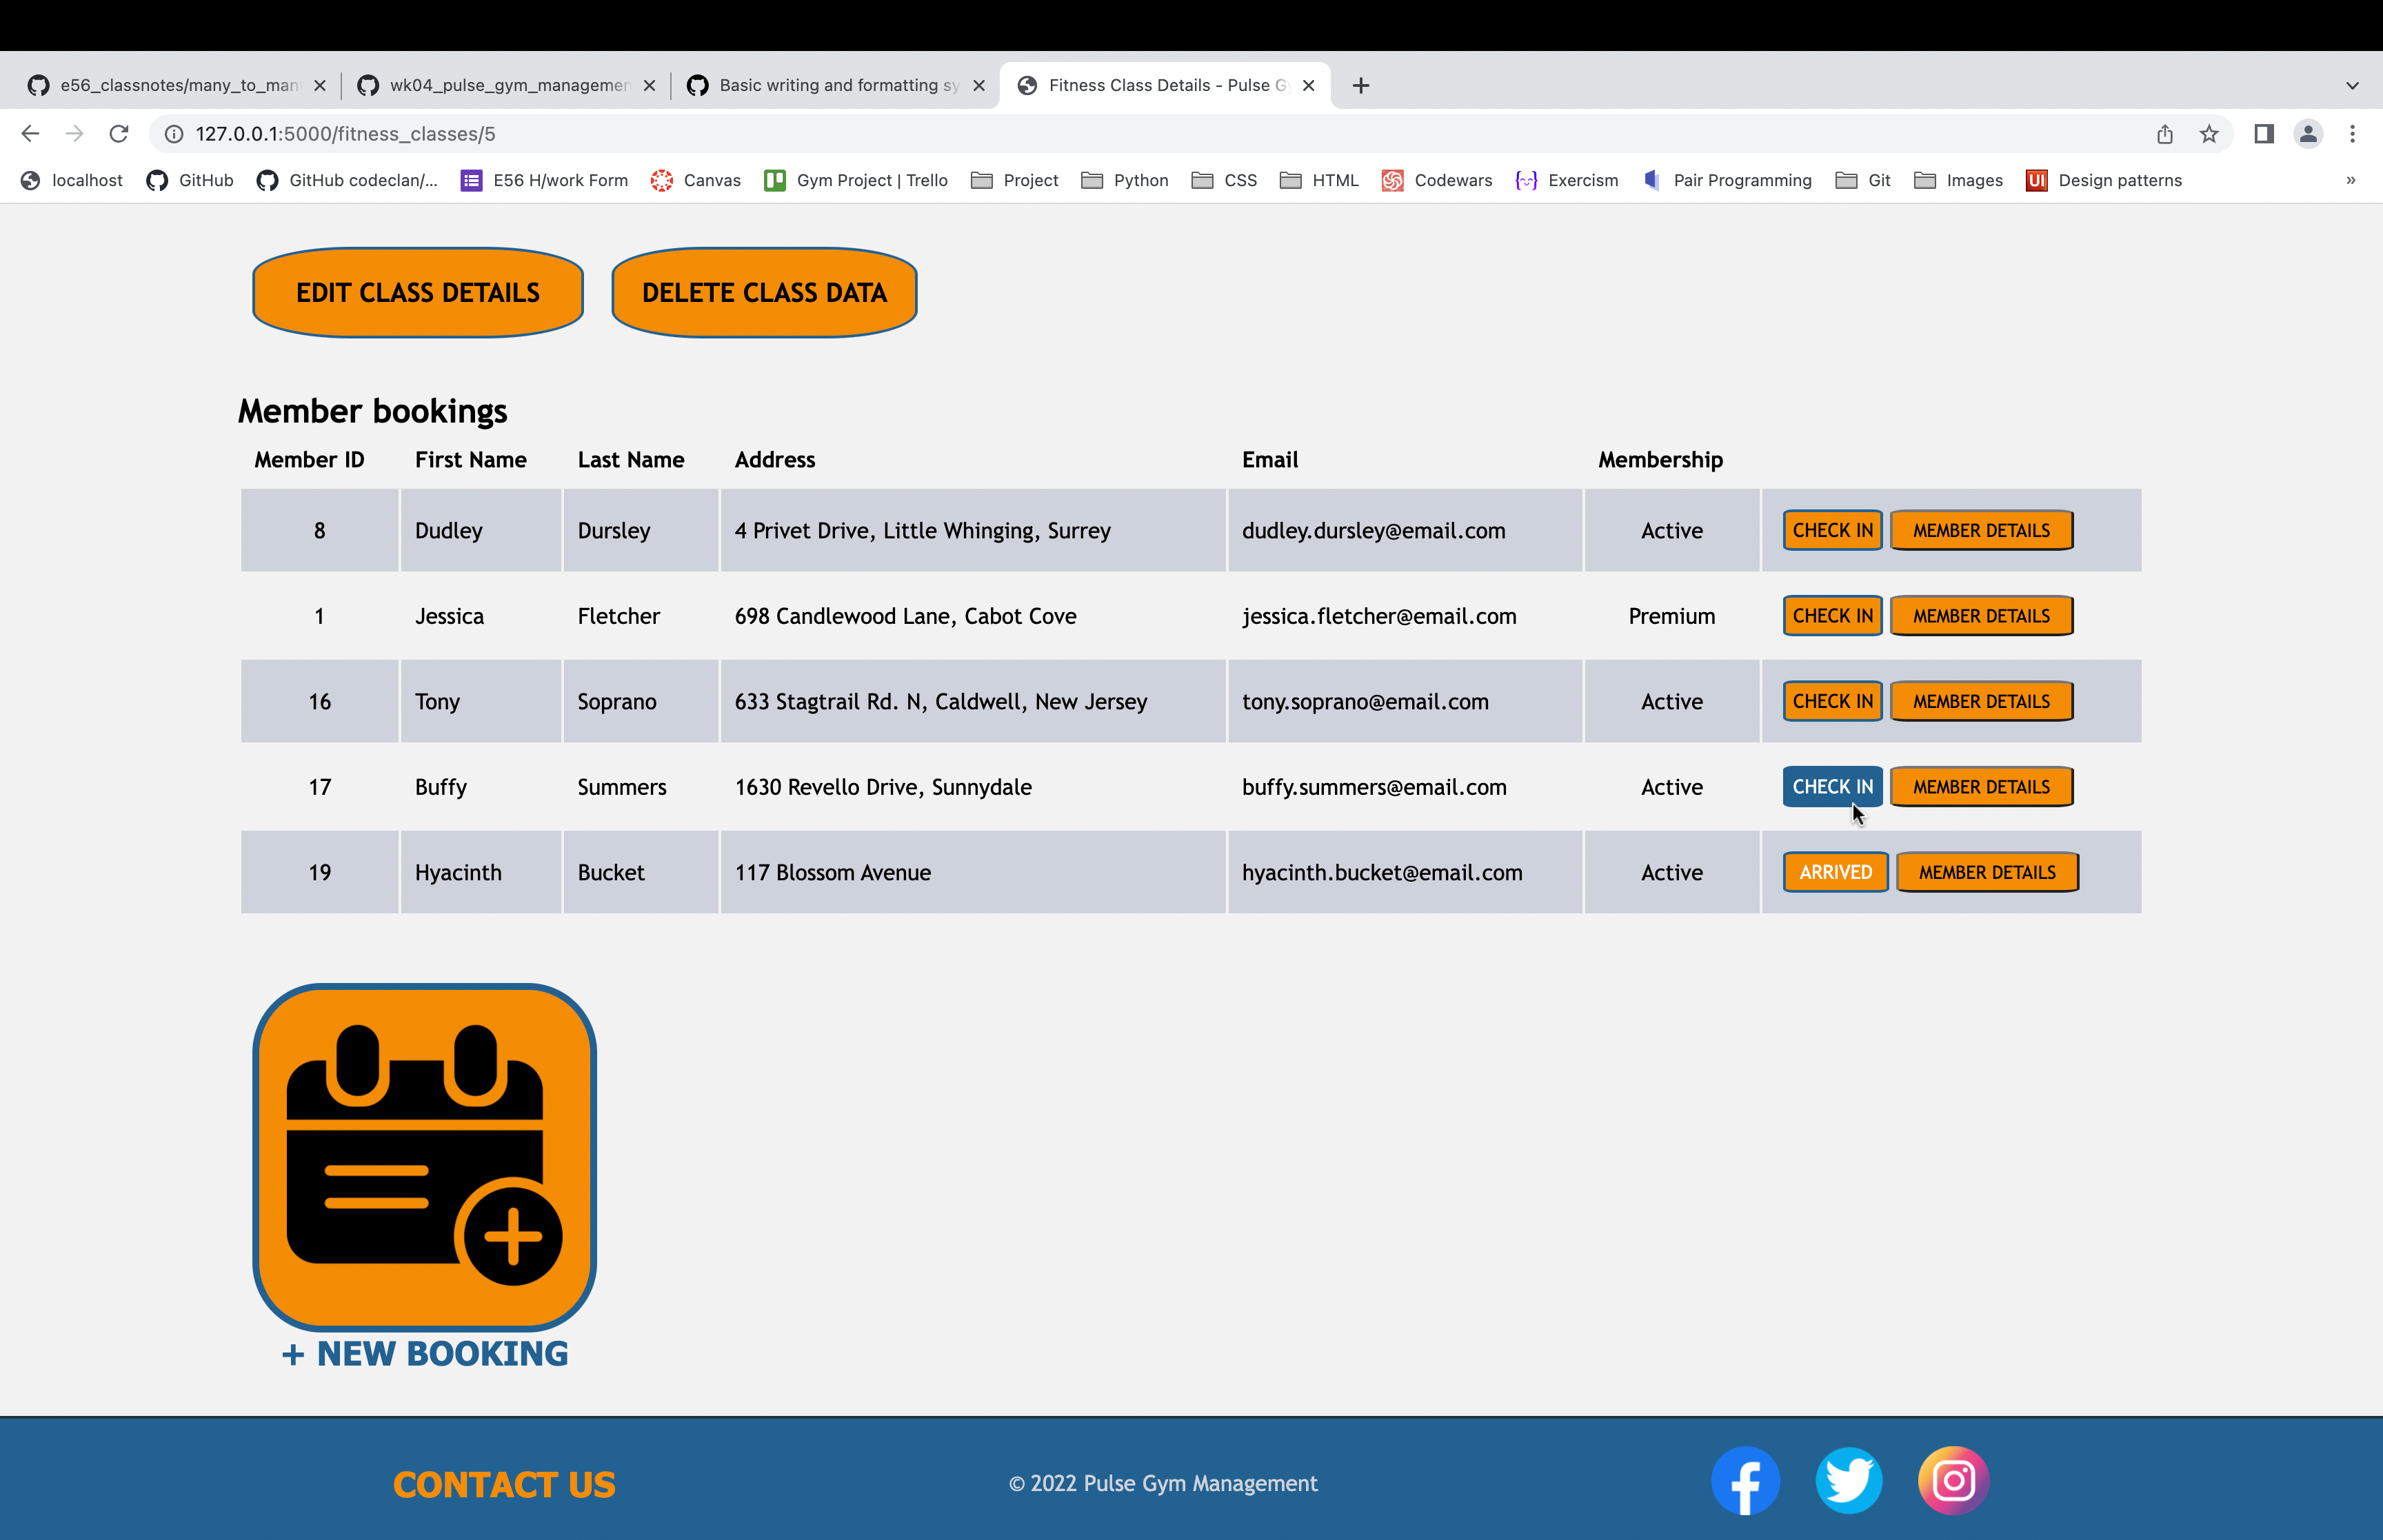 e56_classnotes/many_to_man
wk04_pulse_gym_managemen
Basic writing and formatting sy
Fitness Class Details - Pulse G
127.0.0.1:5000/fitness_classes/5
localhost GitHub GitHub codeclan/... E56 H/work Form Canvas Gym Project | Trello Project Python CSS HTML Codewars Exercism Pair Programming Git Images UI Design patterns »
EDIT CLASS DETAILS DELETE CLASS DATA
Member bookings
Member ID First Name Last Name Address Email Membership
8 Dudley Dursley 4 Privet Drive, Little Whinging, Surrey dudley.dursley@email.com Active CHECK IN MEMBER DETAILS
1 Jessica Fletcher 698 Candlewood Lane, Cabot Cove jessica.fletcher@email.com Premium CHECK IN MEMBER DETAILS
16 Tony Soprano 633 Stagtrail Rd. N, Caldwell, New Jersey tony.soprano@email.com Active CHECK IN MEMBER DETAILS
17 Buffy Summers 1630 Revello Drive, Sunnydale buffy.summers@email.com Active CHECK IN MEMBER DETAILS
19 Hyacinth Bucket 117 Blossom Avenue hyacinth.bucket@email.com Active ARRIVED MEMBER DETAILS
+ NEW BOOKING
CONTACT US © 2022 Pulse Gym Management